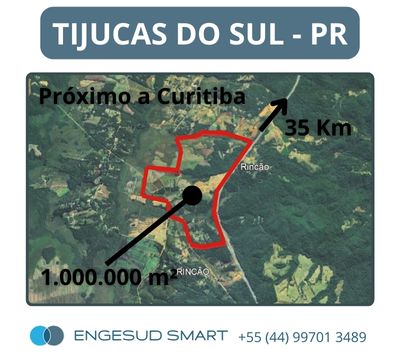 TIJUCAS DO SUL - PR
Próximo a Curitiba
35 Km
Rincão
1.000.000 m²
RINCÃO
ENGESUD SMART +55 (44) 99701 3489